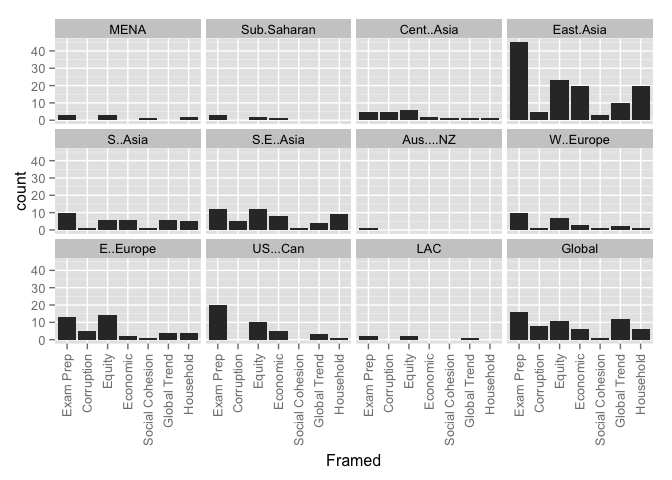 MENA Sub.Saharan Cent..Asia East.Asia
40
30
20
10
0
S..Asia S.E..Asia Aus....NZ W..Europe
40
30
20
10
0
E..Europe US...Can LAC Global
40
30
20
10
0
count
Exam Prep Corruption Equity Economic Social Cohesion Global Trend Household
Exam Prep Corruption Equity Economic Social Cohesion Global Trend Household
Exam Prep Corruption Equity Economic Social Cohesion Global Trend Household
Exam Prep Corruption Equity Economic Social Cohesion Global Trend Household
Framed